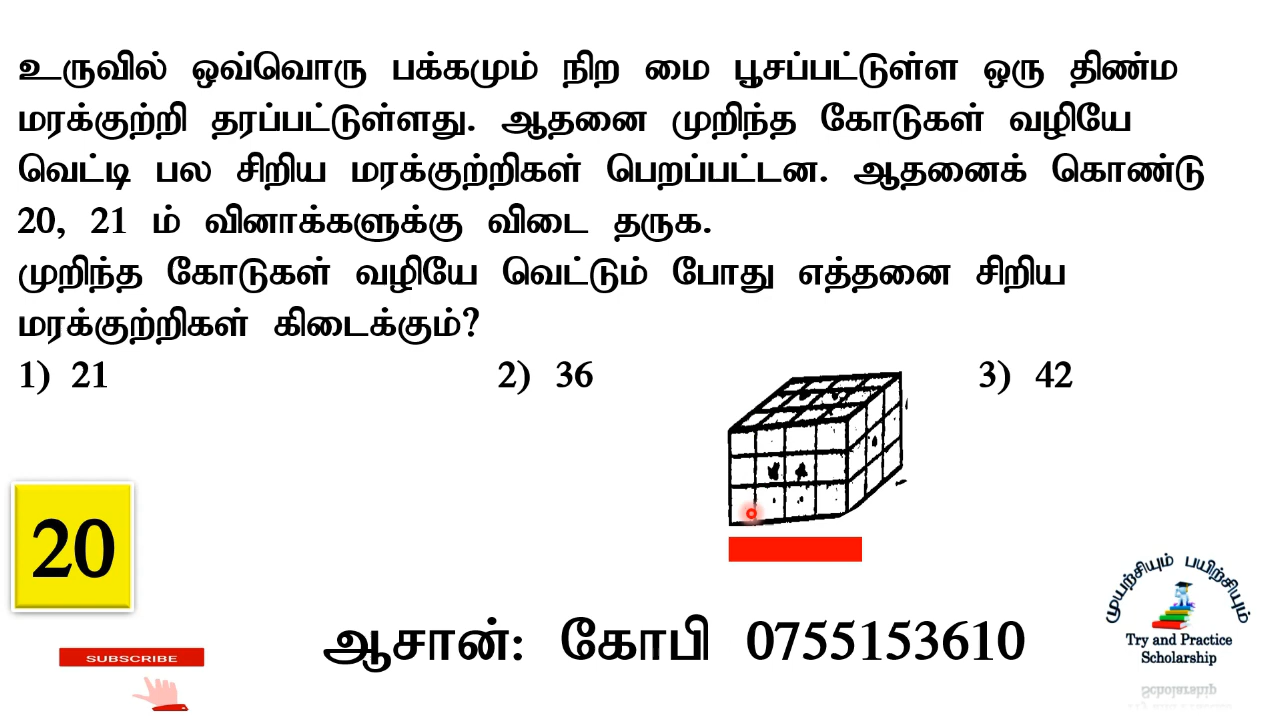 உருவில் ஒவ்வொரு பக்கமும் நிற மை பூசப்பட்டுள்ள ஒரு திண்ம
மரக்குற்றி தரப்பட்டுள்ளது. ஆதனை முறிந்த கோடுகள் வழியே
வெட்டி பல சிறிய மரக்குற்றிகள் பெறப்பட்டன. ஆதனைக் கொண்டு
20, 21 ம் வினாக்களுக்கு விடை தருக.
முறிந்த கோடுகள் வழியே வெட்டும் போது எத்தனை சிறிய
மரக்குற்றிகள் கிடைக்கும்?
1) 21 2) 36 3) 42
20
ஆசான்: கோபி 0755153610
SUBSCRIBE
முயற்சியும் பயிற்சியும்
Try and Practice
Scholarship